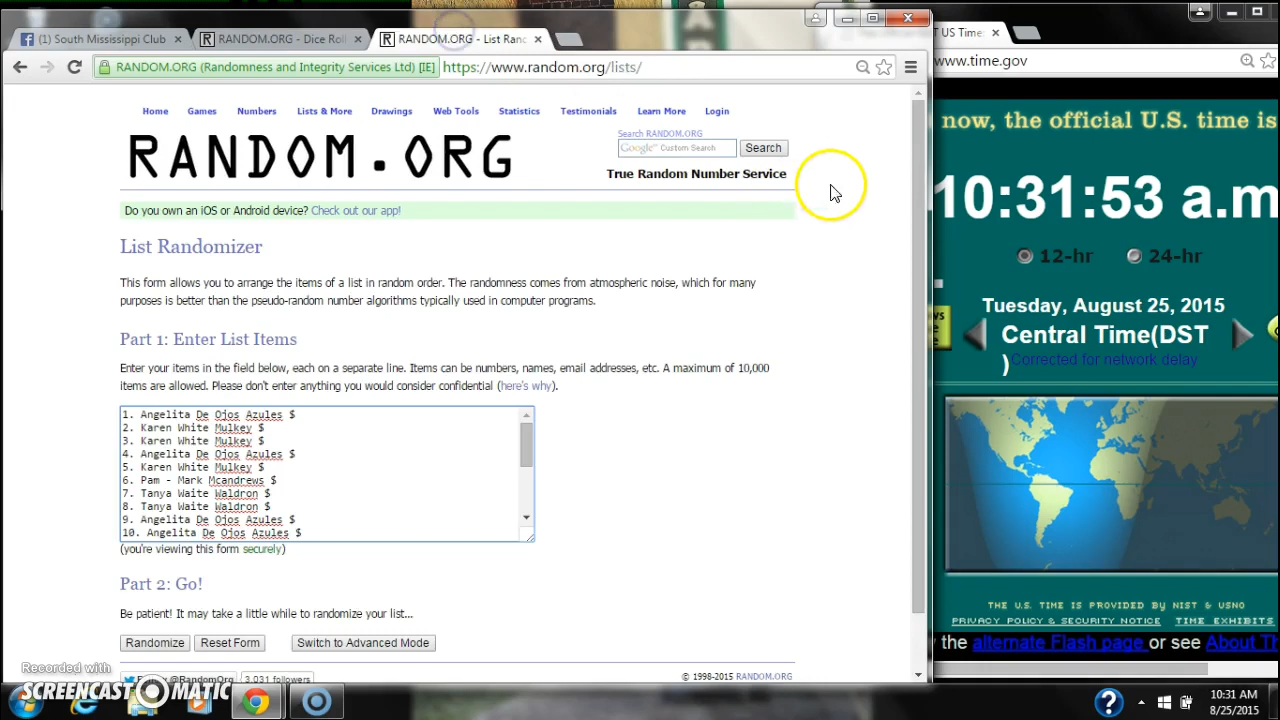 (1) South Mississippi Club
RANDOM.ORG - Dice Roll
RANDOM.ORG - List Ran
T US Time:
RANDOM.ORG (Randomness and Integrity Services Ltd) [IE]
https://www.random.org/lists/
www.time.gov
Home Games Numbers Lists & More Drawings Web Tools Statistics Testimonials Learn More Login
RANDOM.ORG
Search RANDOM.ORG
Google™ Custom Search
Search
True Random Number Service
Do you own an iOS or Android device? Check out our app!
List Randomizer
This form allows you to arrange the items of a list in random order. The randomness comes from atmospheric noise, which for many
purposes is better than the pseudo-random number algorithms typically used in computer programs.
Part 1: Enter List Items
Enter your items in the field below, each on a separate line. Items can be numbers, names, email addresses, etc. A maximum of 10,000
items are allowed. Please don't enter anything you would consider confidential (here's why).
1. Angelita De Ojos Azules $
2. Karen White Mulkey $
3. Karen White Mulkey $
4. Angelita De Ojos Azules $
5. Karen White Mulkey $
6. Pam - Mark Mcandrews $
7. Tanya Waite Waldron $
8. Tanya Waite Waldron $
9. Angelita De Ojos Azules $
10. Angelita De Ojos Azules $
(you're viewing this form securely)
Part 2: Go!
Be patient! It may take a little while to randomize your list...
Randomize Reset Form Switch to Advanced Mode
@RandomOrg 3,031 followers
© 1998-2015 RANDOM.ORG
now, the official U.S. time is
10:31:53 a.m
12-hr 24-hr
Tuesday, August 25, 2015
Central Time(DST
)
Corrected for network delay
THE U.S. TIME IS PROVIDED BY NIST & USNO
PRIVACY POLICY & SECURITY NOTICE TIME EXHIBITS
the alternate Flash page or see About Th
Recorded with
SCREENCAST MATIC
10:31 AM
8/25/2015